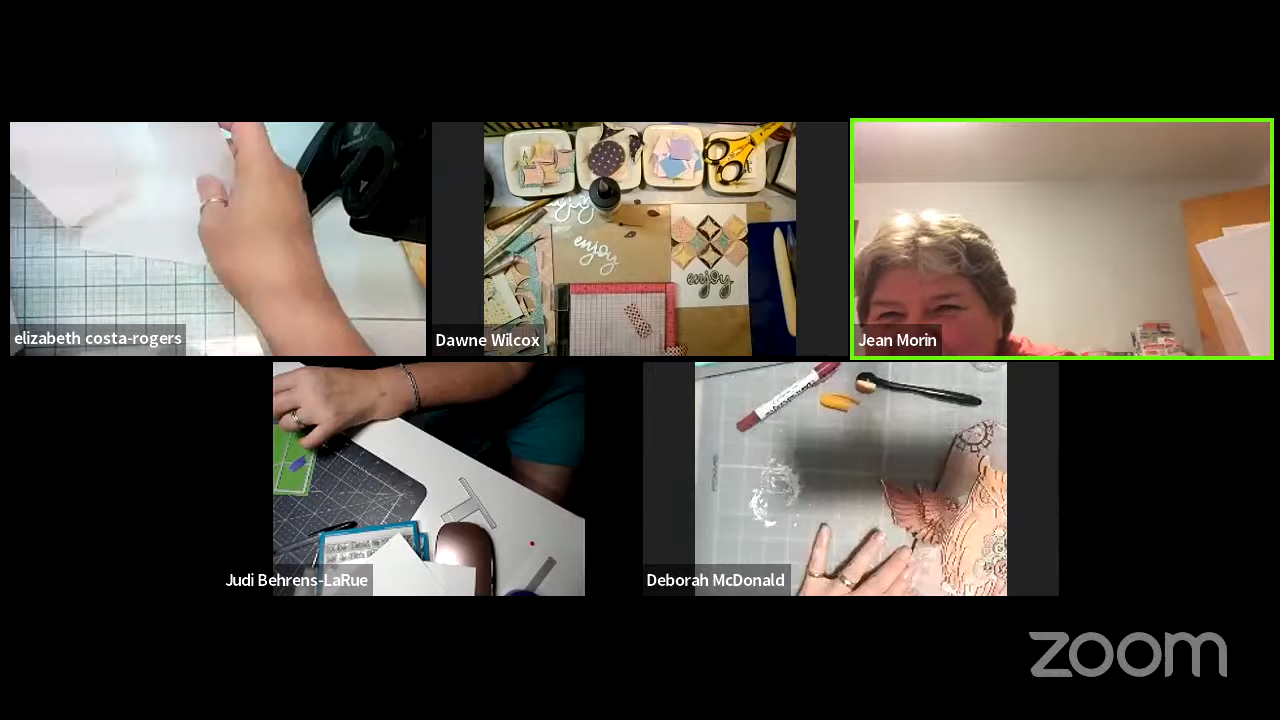 enjoy
enjoy
enjoy
elizabeth costa-rogers
Dawne Wilcox
Jean Morin
Judi Behrens-LaRue
Deborah McDonald
zoom